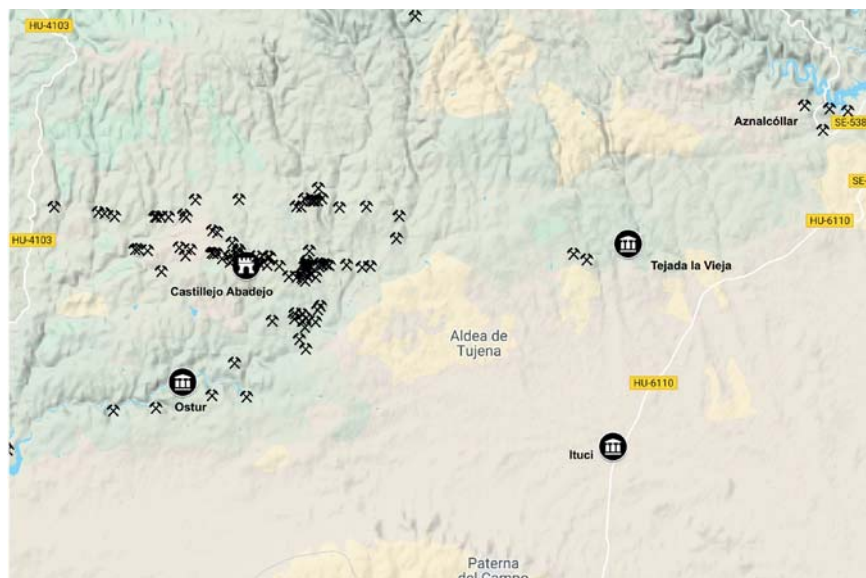 HU-4103
Aznalcóllar
SE-538
SE-
HU-6110
HU-4103
Tejada la Vieja
Castillejo Abadejo
Aldea de
Tujena
HU-6110
Ostur
Ituci
Paterna
del Campo